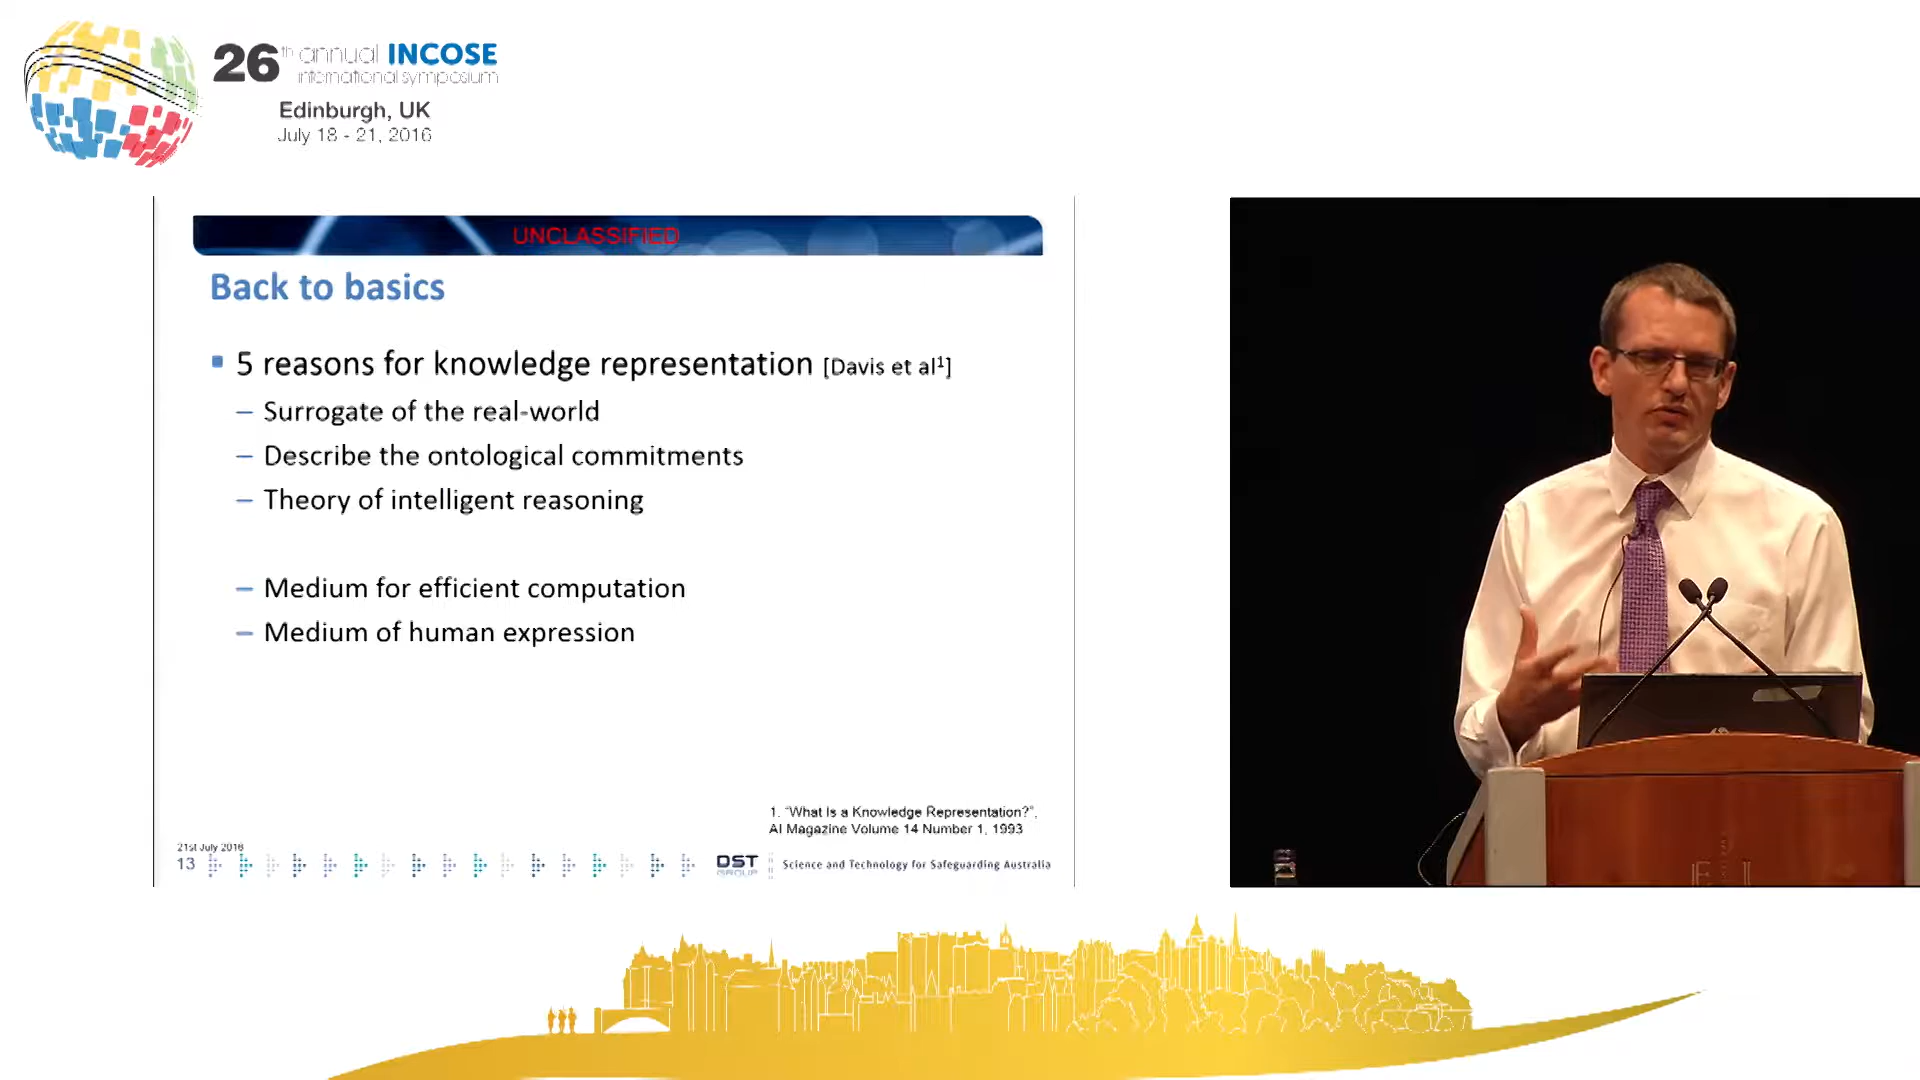 26th annual INCOSE
international symposium
Edinburgh, UK
July 18 - 21, 2016
UNCLASSIFIED
Back to basics
5 reasons for knowledge representation [Davis et al1]
– Surrogate of the real-world
– Describe the ontological commitments
– Theory of intelligent reasoning
– Medium for efficient computation
– Medium of human expression
1. "What Is a Knowledge Representation?",
AI Magazine Volume 14 Number 1, 1993
21st July 2016
13
DST
GROUP
Science and Technology for Safeguarding Australia